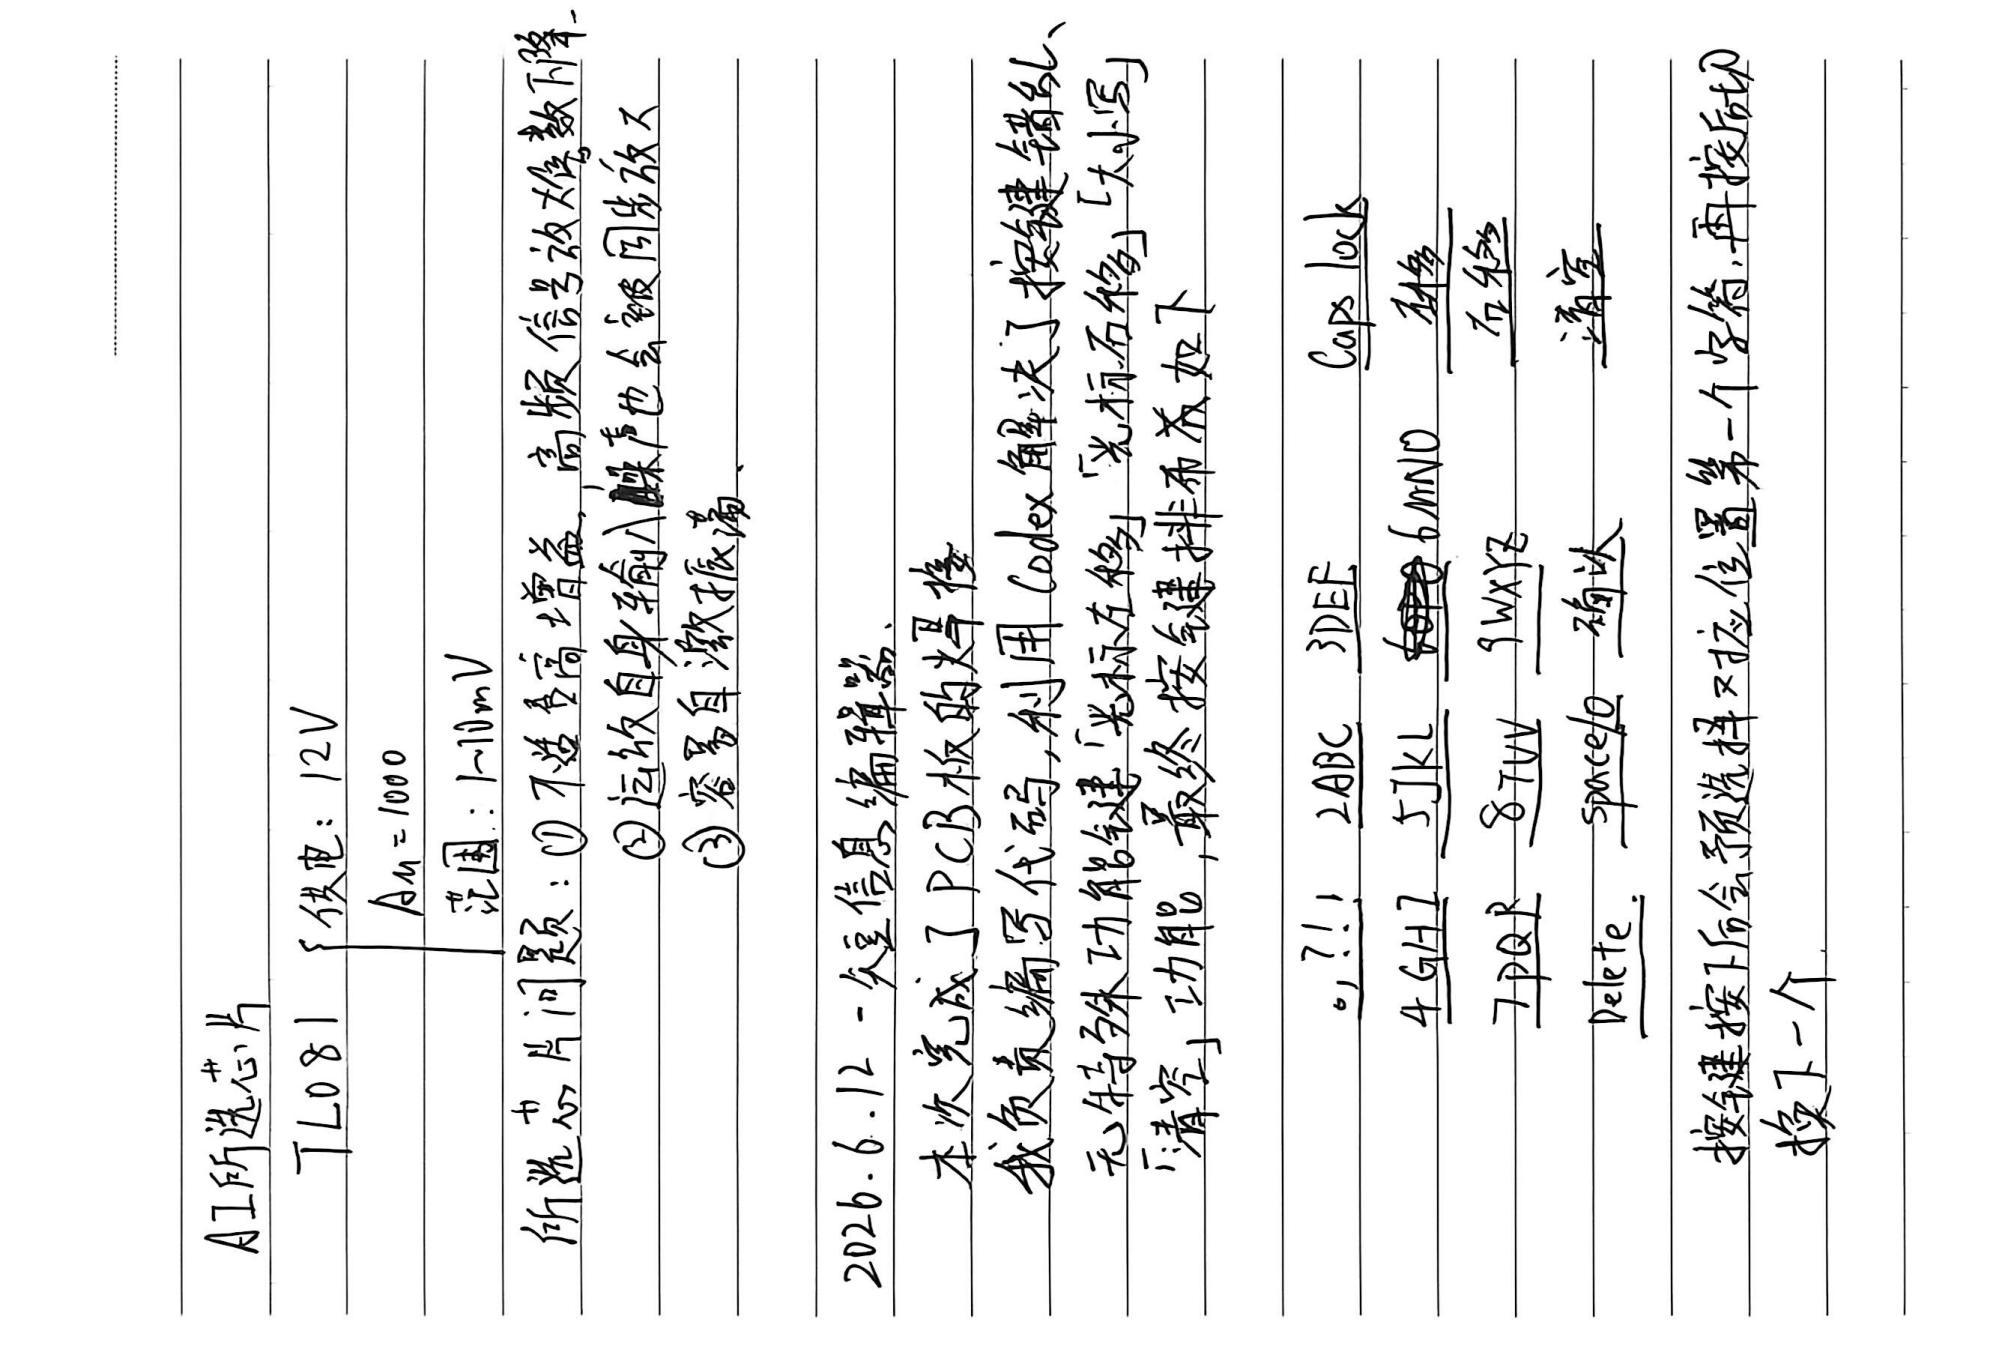 AI所选芯片
TL081 { 供电：12V
Au=1000
范围：1~10mV
所选芯片问题：① 不适合高增益，高频信号放大倍数下降.
② 运放自身输入噪声也会被同步放大
③ 容易自激振荡.
2026.6.12 - 父宣信息编辑器.
本次完成了PCB板的焊接
我负责编写代码，利用Codex解决了按键错乱、
无特殊功能键「光标左移」「光标右移」「大小写」
「清空」功能，最终按键排布如下
。,?!! 2ABC 3DEF Caps lock
4GHI 5JKL 6MNO 左移
7PQR 8TUV 9WXYZ 右移
Delete Space/0 确认 清空
按键按下后会预选择对应位置第一个字符.再按后切
换下一个